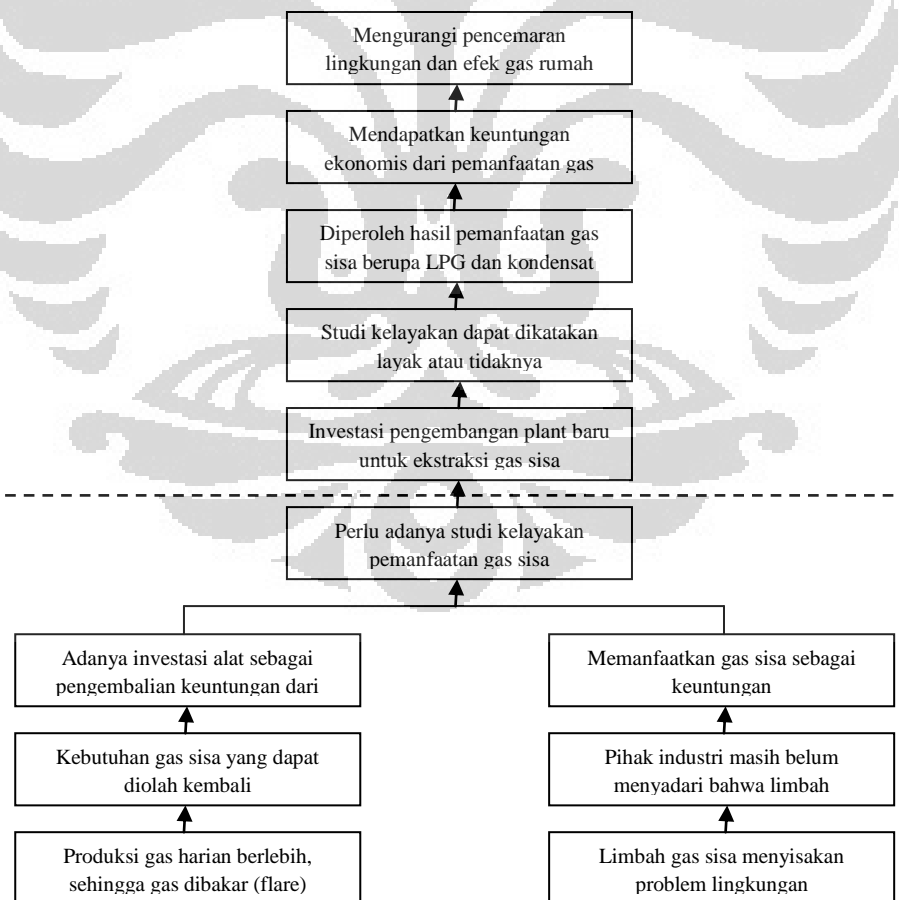 Mengurangi pencemaran
lingkungan dan efek gas rumah
Mendapatkan keuntungan
ekonomis dari pemanfaatan gas
Diperoleh hasil pemanfaatan gas
sisa berupa LPG dan kondensat
Studi kelayakan dapat dikatakan
layak atau tidaknya
Investasi pengembangan plant baru
untuk ekstraksi gas sisa
Perlu adanya studi kelayakan
pemanfaatan gas sisa
Adanya investasi alat sebagai
pengembalian keuntungan dari
Memanfaatkan gas sisa sebagai
keuntungan
Kebutuhan gas sisa yang dapat
diolah kembali
Pihak industri masih belum
menyadari bahwa limbah
Produksi gas harian berlebih,
sehingga gas dibakar (flare)
Limbah gas sisa menyisakan
problem lingkungan